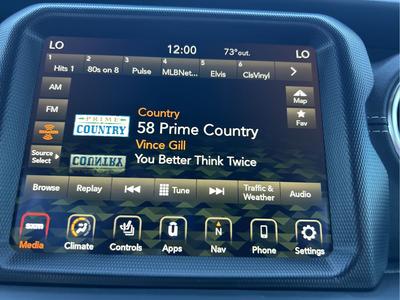 LO 12:00 73°out. LO
1 Hits 1 2 80s on 8 3 Pulse 4 MLBNet... 5 Elvis 6 ClsVinyl
AM
FM
Source Select
PRIME
COUNTRY
Country
58 Prime Country
Vince Gill
You Better Think Twice
Map
Fav
Browse Replay Tune Traffic & Weather Audio
SXM
Media Climate Controls Apps Nav Phone Settings
N